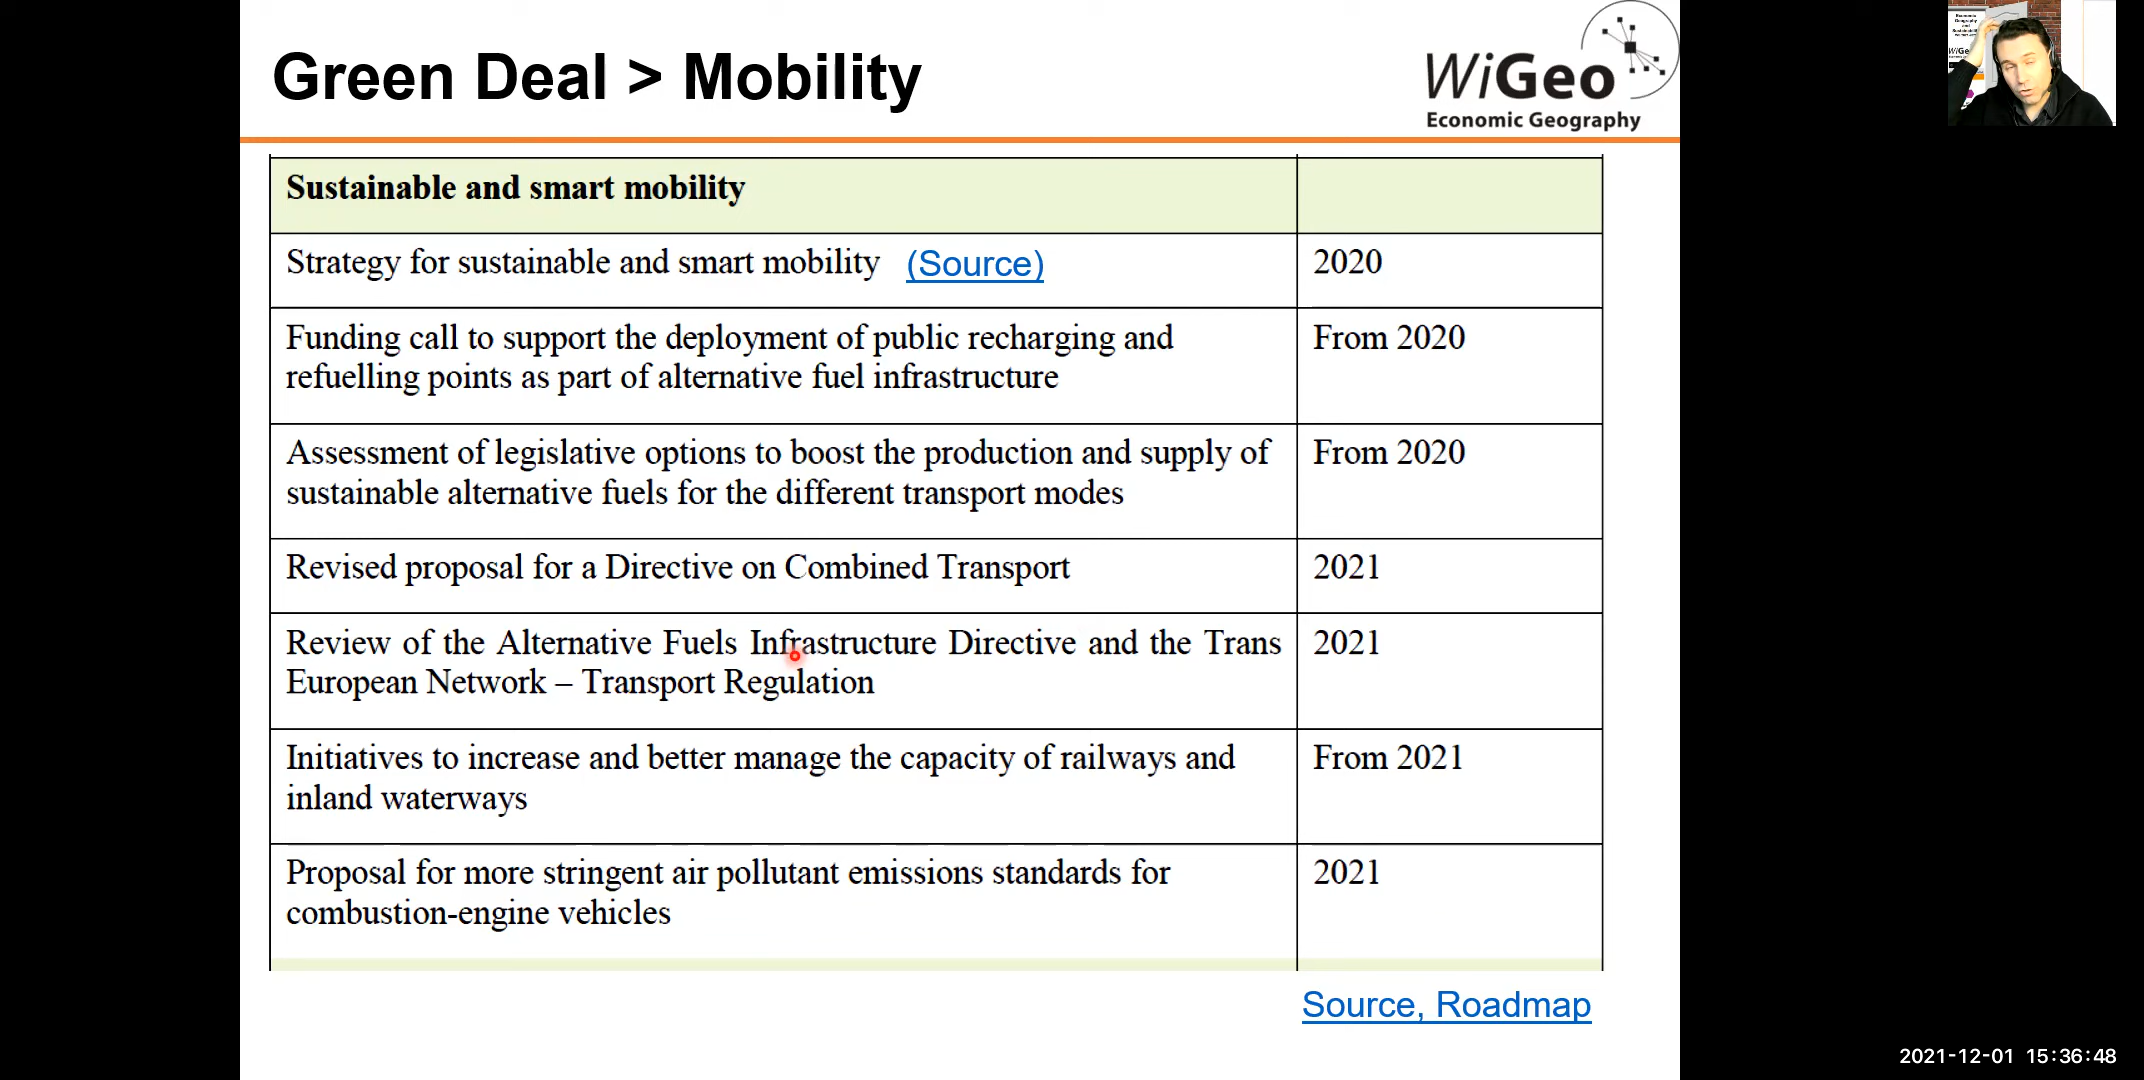 Green Deal > Mobility
WiGeo
Economic Geography
Sustainable and smart mobility
Strategy for sustainable and smart mobility (Source)
2020
Funding call to support the deployment of public recharging and
refuelling points as part of alternative fuel infrastructure
From 2020
Assessment of legislative options to boost the production and supply of
sustainable alternative fuels for the different transport modes
From 2020
Revised proposal for a Directive on Combined Transport
2021
Review of the Alternative Fuels Infrastructure Directive and the Trans
European Network – Transport Regulation
2021
Initiatives to increase and better manage the capacity of railways and
inland waterways
From 2021
Proposal for more stringent air pollutant emissions standards for
combustion-engine vehicles
2021
Source, Roadmap
Economic
Geography
and
2021-12-01 15:36:48